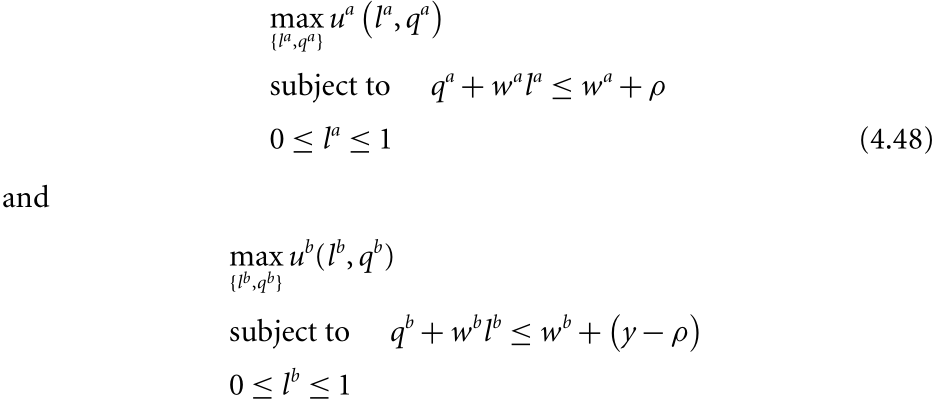 max u^a (l^a, q^a)
{l^a,q^a}
subject to q^a + w^a l^a ≤ w^a + ρ
0 ≤ l^a ≤ 1 (4.48)
and
max u^b(l^b, q^b)
{l^b,q^b}
subject to q^b + w^b l^b ≤ w^b + (y − ρ)
0 ≤ l^b ≤ 1